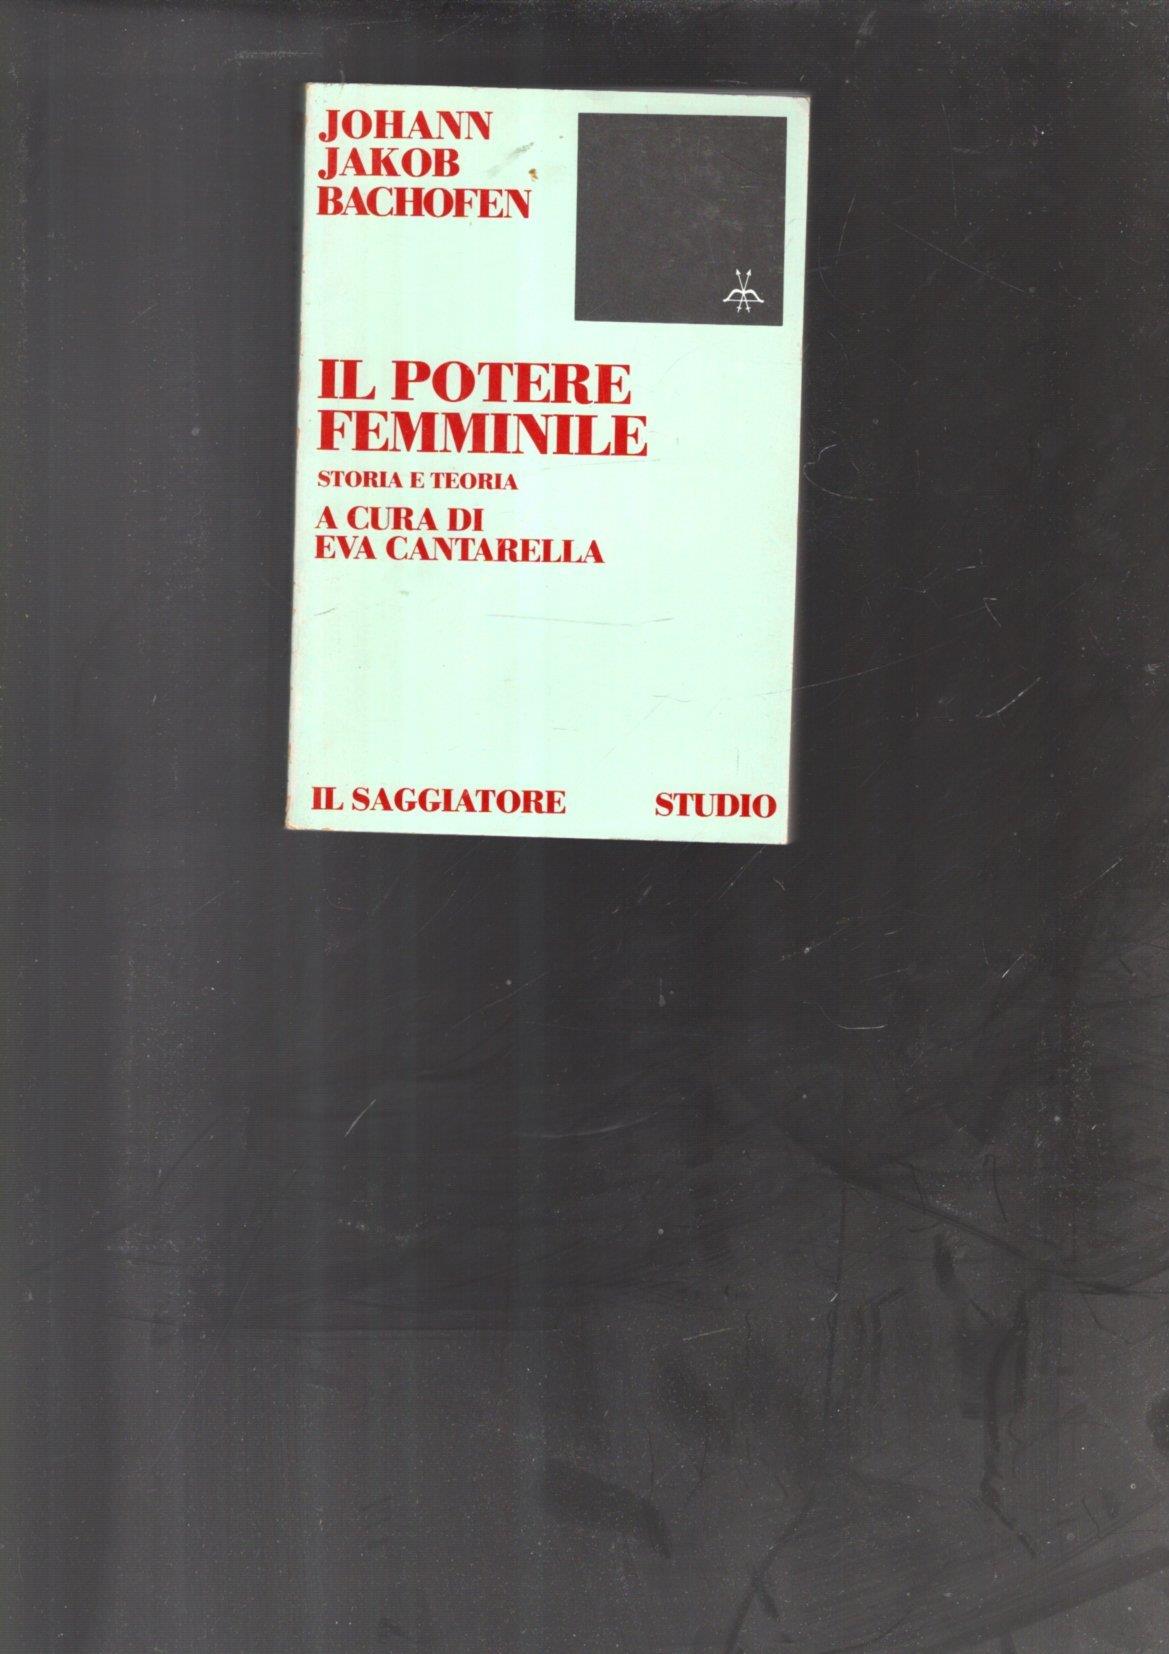 JOHANN
JAKOB
BACHOFEN
IL POTERE
FEMMINILE
STORIA E TEORIA
A CURA DI
EVA CANTARELLA
IL SAGGIATORE STUDIO